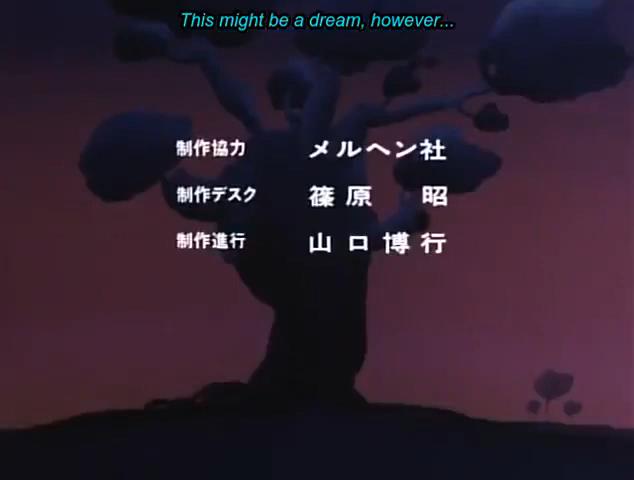 This might be a dream, however...
制作協力 メルヘン社
制作デスク 篠原 昭
制作進行 山口博行